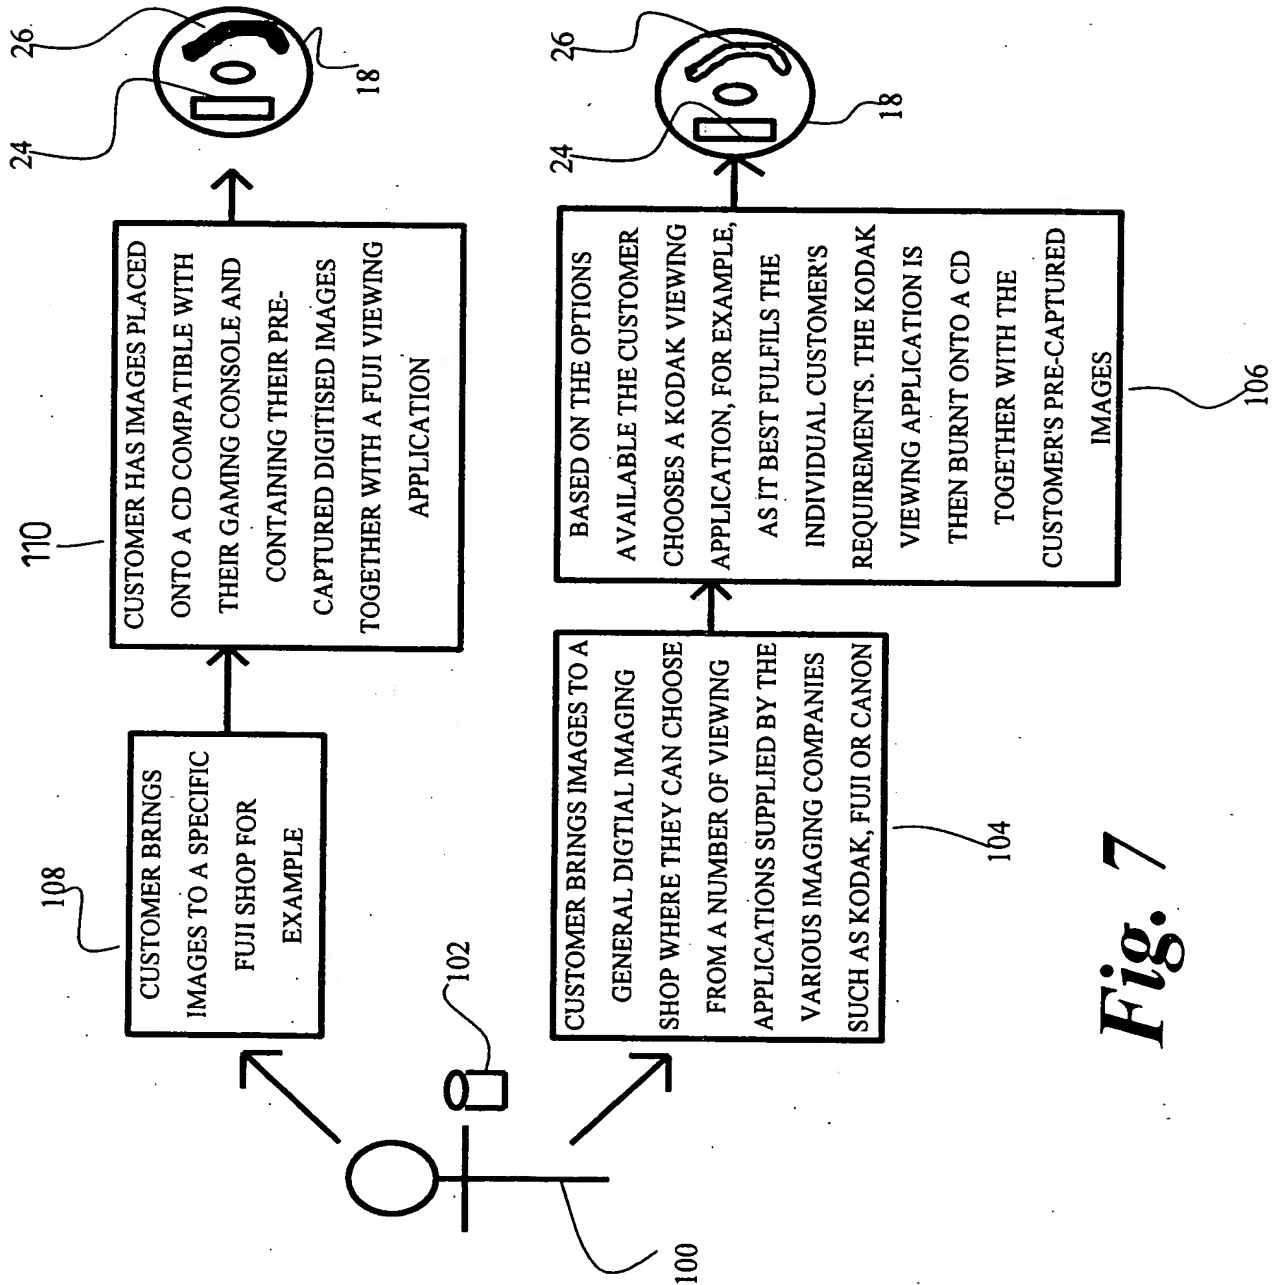 108
CUSTOMER BRINGS
IMAGES TO A SPECIFIC
FUJI SHOP FOR
EXAMPLE
110
CUSTOMER HAS IMAGES PLACED
ONTO A CD COMPATIBLE WITH
THEIR GAMING CONSOLE AND
CONTAINING THEIR PRE-
CAPTURED DIGITISED IMAGES
TOGETHER WITH A FUJI VIEWING
APPLICATION
24
26
18
100
102
CUSTOMER BRINGS IMAGES TO A
GENERAL DIGTIAL IMAGING
SHOP WHERE THEY CAN CHOOSE
FROM A NUMBER OF VIEWING
APPLICATIONS SUPPLIED BY THE
VARIOUS IMAGING COMPANIES
SUCH AS KODAK, FUJI OR CANON
104
BASED ON THE OPTIONS
AVAILABLE THE CUSTOMER
CHOOSES A KODAK VIEWING
APPLICATION, FOR EXAMPLE,
AS IT BEST FULFILS THE
INDIVIDUAL CUSTOMER'S
REQUIREMENTS. THE KODAK
VIEWING APPLICATION IS
THEN BURNT ONTO A CD
TOGETHER WITH THE
CUSTOMER'S PRE-CAPTURED
IMAGES
106
24
26
18
Fig. 7